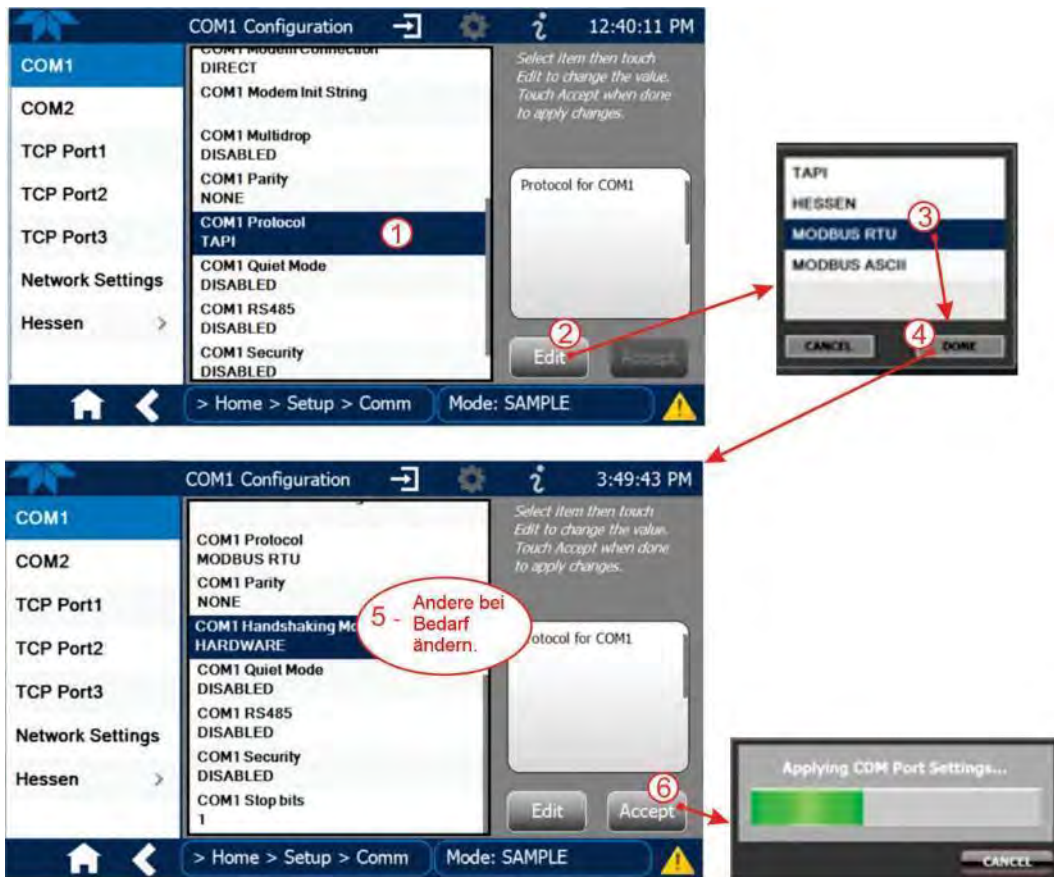 COM1 Configuration
12:40:11 PM
COM1
COM2
TCP Port1
TCP Port2
TCP Port3
Network Settings
Hessen >
COM1 Modem Connection
DIRECT
COM1 Modem Init String
COM1 Multidrop
DISABLED
COM1 Parity
NONE
COM1 Protocol
TAPI
1
COM1 Quiet Mode
DISABLED
COM1 RS485
DISABLED
COM1 Security
DISABLED
Select Item then touch
Edit to change the value.
Touch Accept when done
to apply changes.
Protocol for COM1
2
Edit
Accept
> Home > Setup > Comm
Mode: SAMPLE
TAPI
HESSEN
3
MODBUS RTU
MODBUS ASCII
4
CANCEL
DONE
COM1 Configuration
3:49:43 PM
COM1
COM2
TCP Port1
TCP Port2
TCP Port3
Network Settings
Hessen >
COM1 Protocol
MODBUS RTU
COM1 Parity
NONE
COM1 Handshaking Mo
HARDWARE
COM1 Quiet Mode
DISABLED
COM1 RS485
DISABLED
COM1 Security
DISABLED
COM1 Stop bits
1
5 - Andere bei
Bedarf
ändern.
Select Item then touch
Edit to change the value.
Touch Accept when done
to apply changes.
otocol for COM1
6
Edit
Accept
> Home > Setup > Comm
Mode: SAMPLE
Applying COM Port Settings...
CANCEL